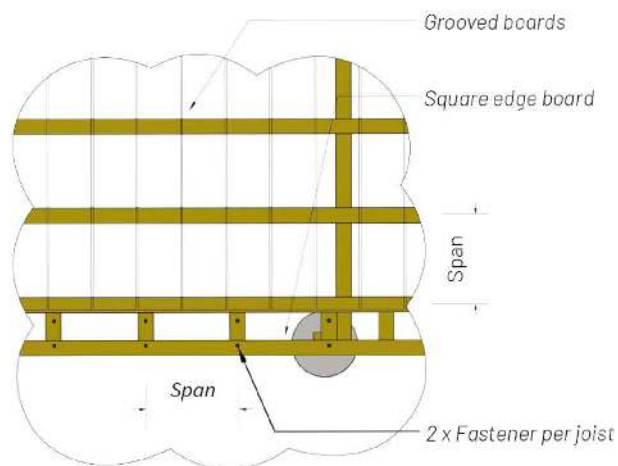 Grooved boards
Square edge board
Span
Span
2 x Fastener per joist